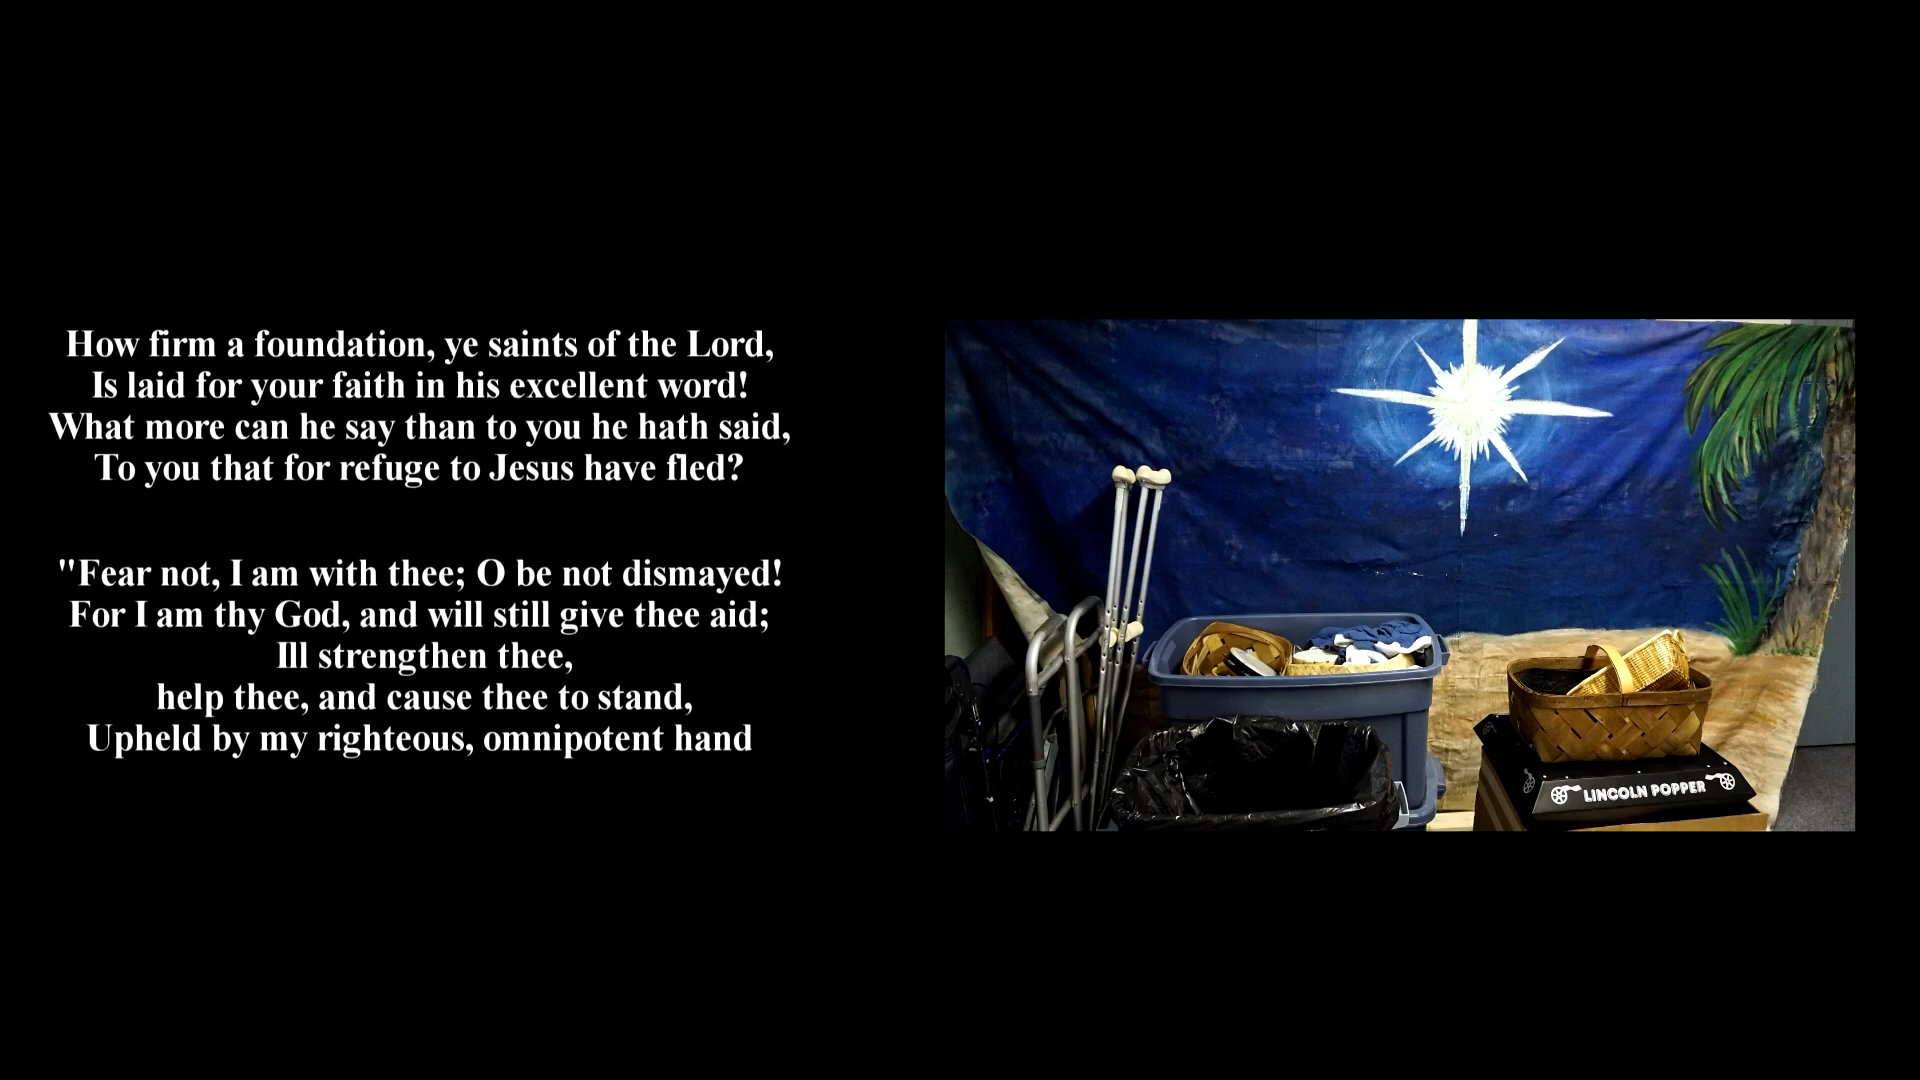 How firm a foundation, ye saints of the Lord,
Is laid for your faith in his excellent word!
What more can he say than to you he hath said,
To you that for refuge to Jesus have fled?
"Fear not, I am with thee; O be not dismayed!
For I am thy God, and will still give thee aid;
Ill strengthen thee,
help thee, and cause thee to stand,
Upheld by my righteous, omnipotent hand
LINCOLN POPPER